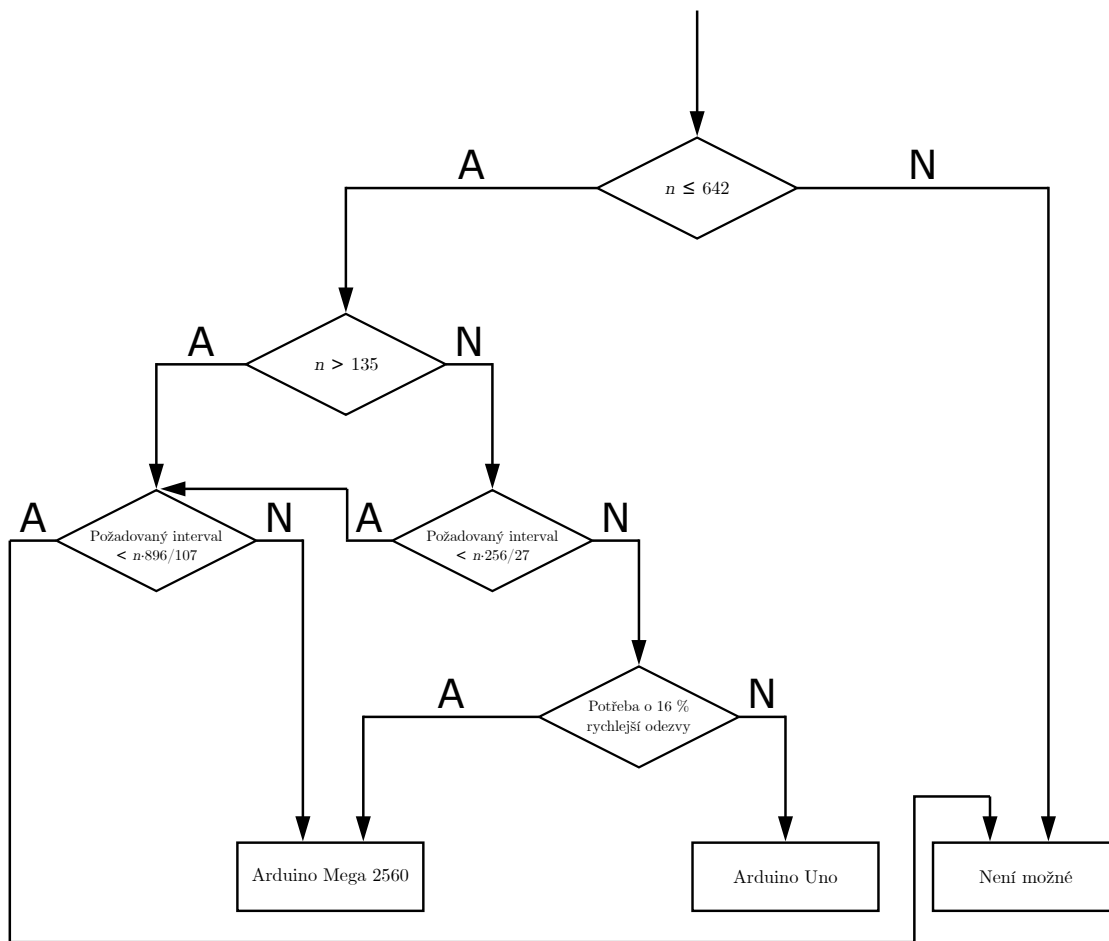 A
N
n ≤ 642
A
N
n > 135
A
N
A
N
Požadovaný interval
< n·896/107
Požadovaný interval
< n·256/27
A
N
Potřeba o 16 %
rychlejší odezvy
Arduino Mega 2560
Arduino Uno
Není možné